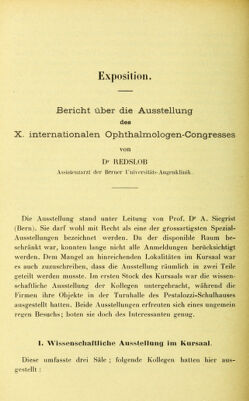 Exposition.
Bericht über die Ausstellung
des
X. internationalen Ophthalmologen-Congresses
von
Dr REDSLOB
Assistentarzt der Berner Universitäts-Augenklinik.
Die Ausstellung stand unter Leitung von Prof. Dr A. Siegrist
(Bern). Sie darf wohl mit Recht als eine der grossartigsten Spezial-
Ausstellungen bezeichnet werden. Da der disponible Raum be-
schränkt war, konnten lange nicht alle Anmeldungen berücksichtigt
werden. Dem Mangel an hinreichenden Lokalitäten im Kursaal war
es auch zuzuschreiben, dass die Ausstellung räumlich in zwei Teile
geteilt werden musste. Im ersten Stock des Kursaals war die wissen-
schaftliche Ausstellung der Kollegen untergebracht, während die
Firmen ihre Objekte in der Turnhalle des Pestalozzi-Schulhauses
ausgestellt hatten. Beide Ausstellungen erfreuten sich eines ungemein
regen Besuchs; boten sie doch des Interessanten genug.
1. Wissenschaftliche Ausstellung im Kursaal.
Diese umfasste drei Säle; folgende Kollegen hatten hier aus-
gestellt: